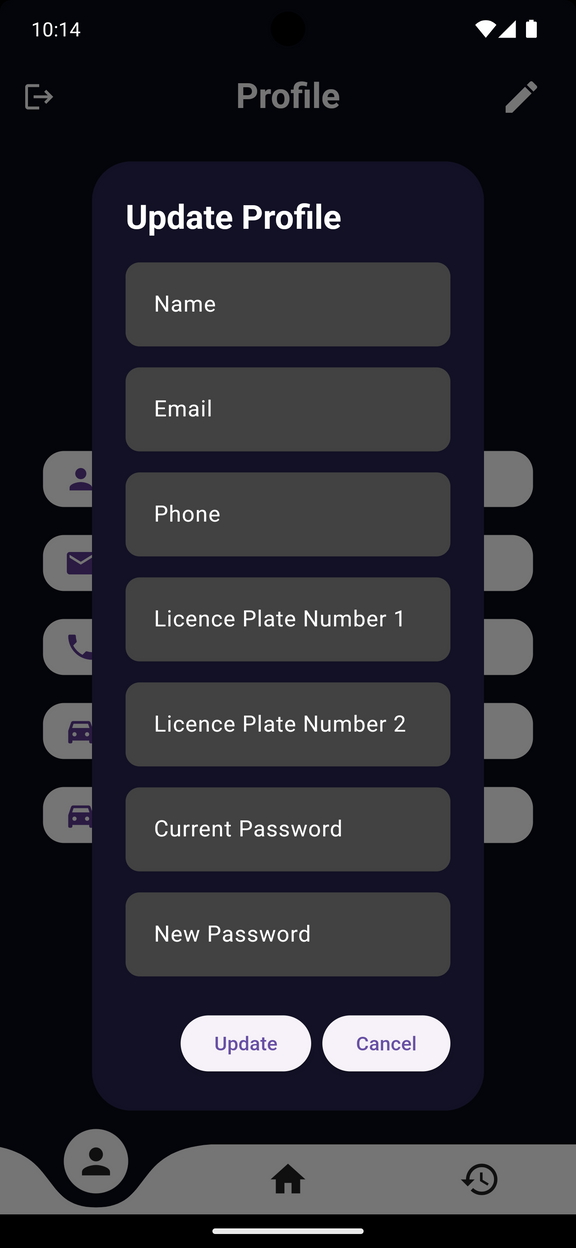 10:14
Profile
Update Profile
Name
Email
Phone
Licence Plate Number 1
Licence Plate Number 2
Current Password
New Password
Update
Cancel